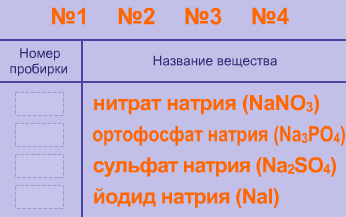 №1 №2 №3 №4
Номер пробирки
Название вещества
нитрат натрия (NaNO₃)
ортофосфат натрия (Na₃PO₄)
сульфат натрия (Na₂SO₄)
йодид натрия (NaI)